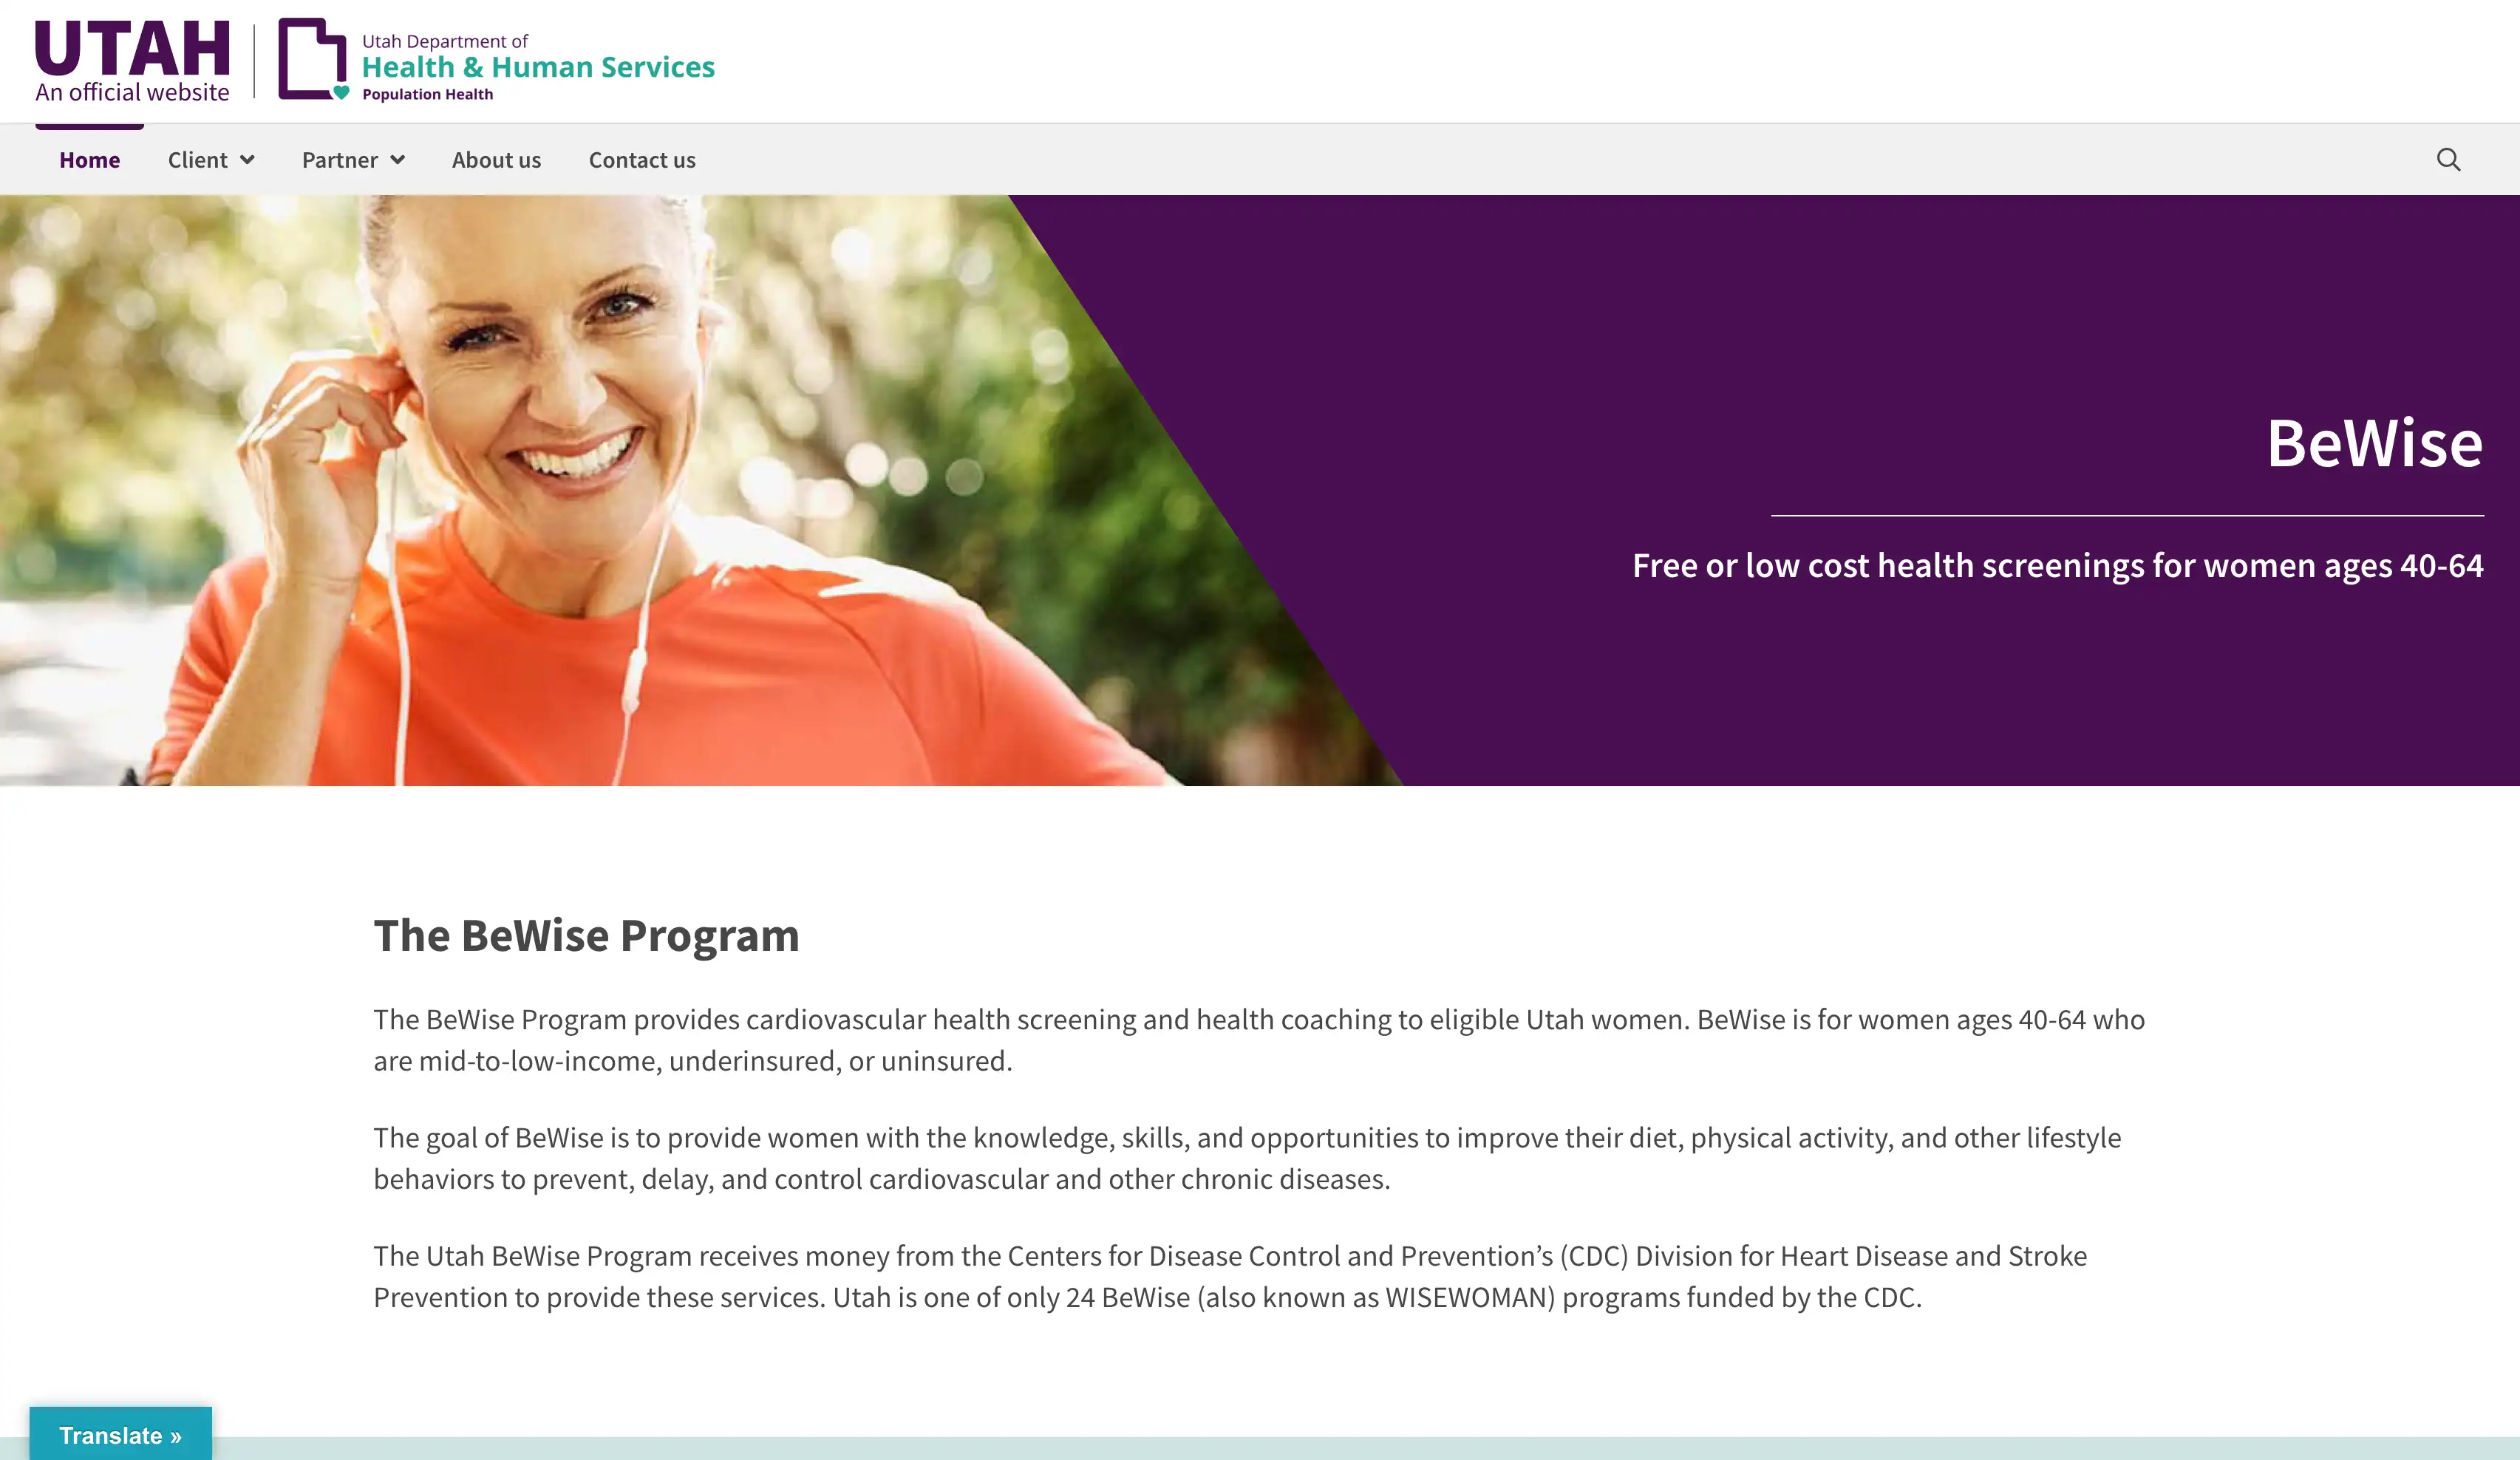 UTAH
An official website
Utah Department of
Health & Human Services
Population Health
Home
Client
Partner
About us
Contact us
BeWise
Free or low cost health screenings for women ages 40-64
The BeWise Program
The BeWise Program provides cardiovascular health screening and health coaching to eligible Utah women. BeWise is for women ages 40-64 who
are mid-to-low-income, underinsured, or uninsured.
The goal of BeWise is to provide women with the knowledge, skills, and opportunities to improve their diet, physical activity, and other lifestyle
behaviors to prevent, delay, and control cardiovascular and other chronic diseases.
The Utah BeWise Program receives money from the Centers for Disease Control and Prevention’s (CDC) Division for Heart Disease and Stroke
Prevention to provide these services. Utah is one of only 24 BeWise (also known as WISEWOMAN) programs funded by the CDC.
Translate »